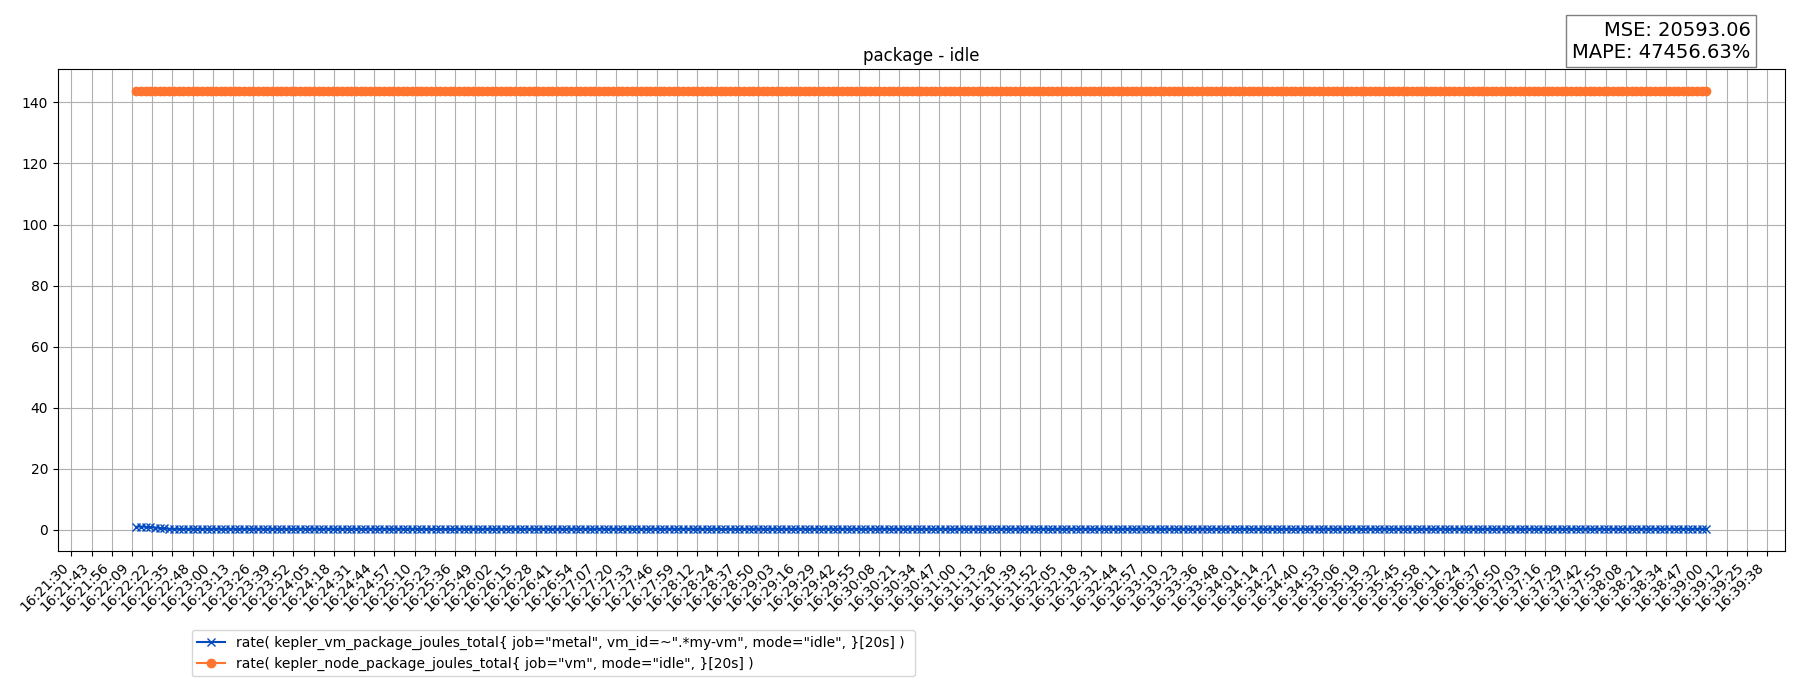 MSE: 20593.06
MAPE: 47456.63%
package - idle
140
120
100
80
60
40
20
0
16:21:30 16:21:43 16:21:56 16:22:09 16:22:22 16:22:35 16:22:48 16:23:00 16:23:13 16:23:26 16:23:39 16:23:52 16:24:05 16:24:18 16:24:31 16:24:44 16:24:57 16:25:10 16:25:23 16:25:36 16:25:49 16:26:02 16:26:15 16:26:28 16:26:41 16:26:54 16:27:07 16:27:20 16:27:33 16:27:46 16:27:59 16:28:12 16:28:24 16:28:37 16:28:50 16:29:03 16:29:16 16:29:29 16:29:42 16:29:55 16:30:08 16:30:21 16:30:34 16:30:47 16:31:00 16:31:13 16:31:26 16:31:39 16:31:52 16:32:05 16:32:18 16:32:31 16:32:44 16:32:57 16:33:10 16:33:23 16:33:36 16:33:48 16:34:01 16:34:14 16:34:27 16:34:40 16:34:53 16:35:06 16:35:19 16:35:32 16:35:45 16:35:58 16:36:11 16:36:24 16:36:37 16:36:50 16:37:03 16:37:16 16:37:29 16:37:42 16:37:55 16:38:08 16:38:21 16:38:34 16:38:47 16:39:00 16:39:12 16:39:25 16:39:38
rate( kepler_vm_package_joules_total{ job="metal", vm_id=~".*my-vm", mode="idle", }[20s] )
rate( kepler_node_package_joules_total{ job="vm", mode="idle", }[20s] )